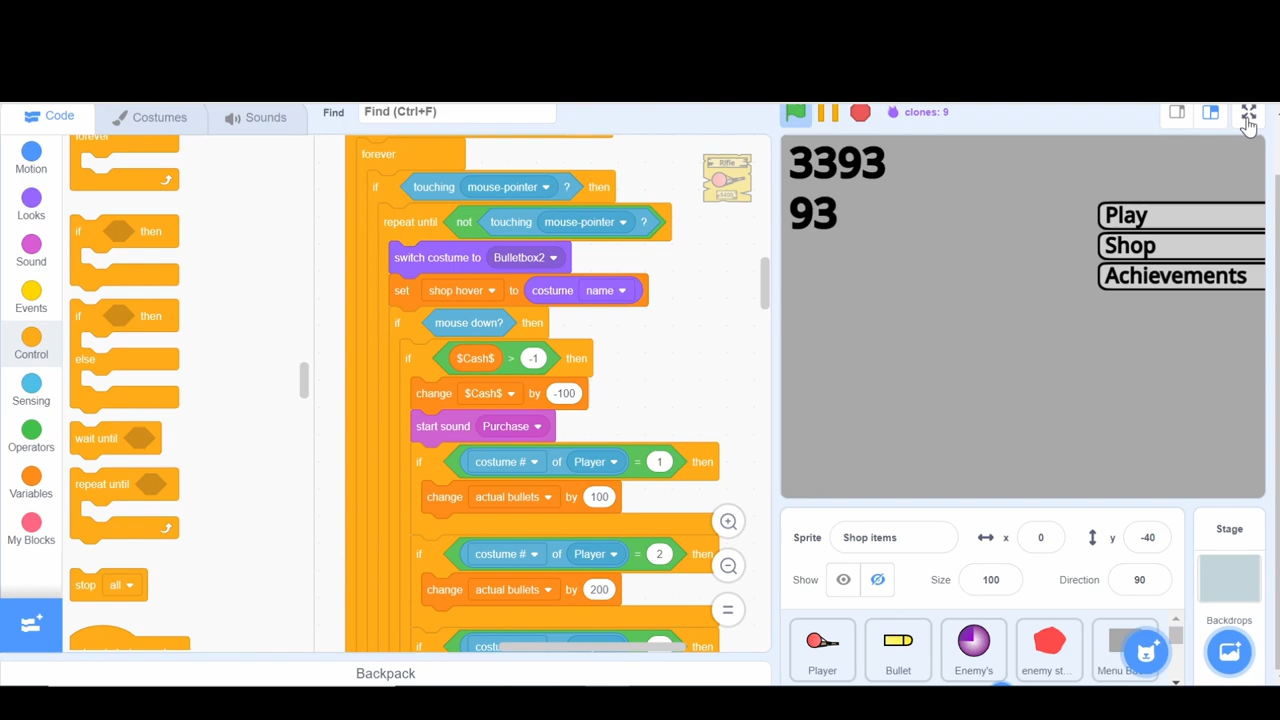 Code
Costumes
Sounds
Find
Find (Ctrl+F)
clones: 9
Motion
Looks
Sound
Events
Control
Sensing
Operators
Variables
My Blocks
forever
if then
if then
else
wait until
repeat until
stop all
forever
if touching mouse-pointer ? then
repeat until not touching mouse-pointer ?
switch costume to Bulletbox2
set shop hover to costume name
if mouse down? then
if $Cash$ > -1 then
change $Cash$ by -100
start sound Purchase
if costume # of Player = 1 then
change actual bullets by 100
if costume # of Player = 2 then
change actual bullets by 200
if then
Rifle
Backpack
3393
93
Play
Shop
Achievements
Sprite Shop items x 0 y -40
Show Size 100 Direction 90
Stage
Backdrops
Player
Bullet
Enemy's
enemy st...